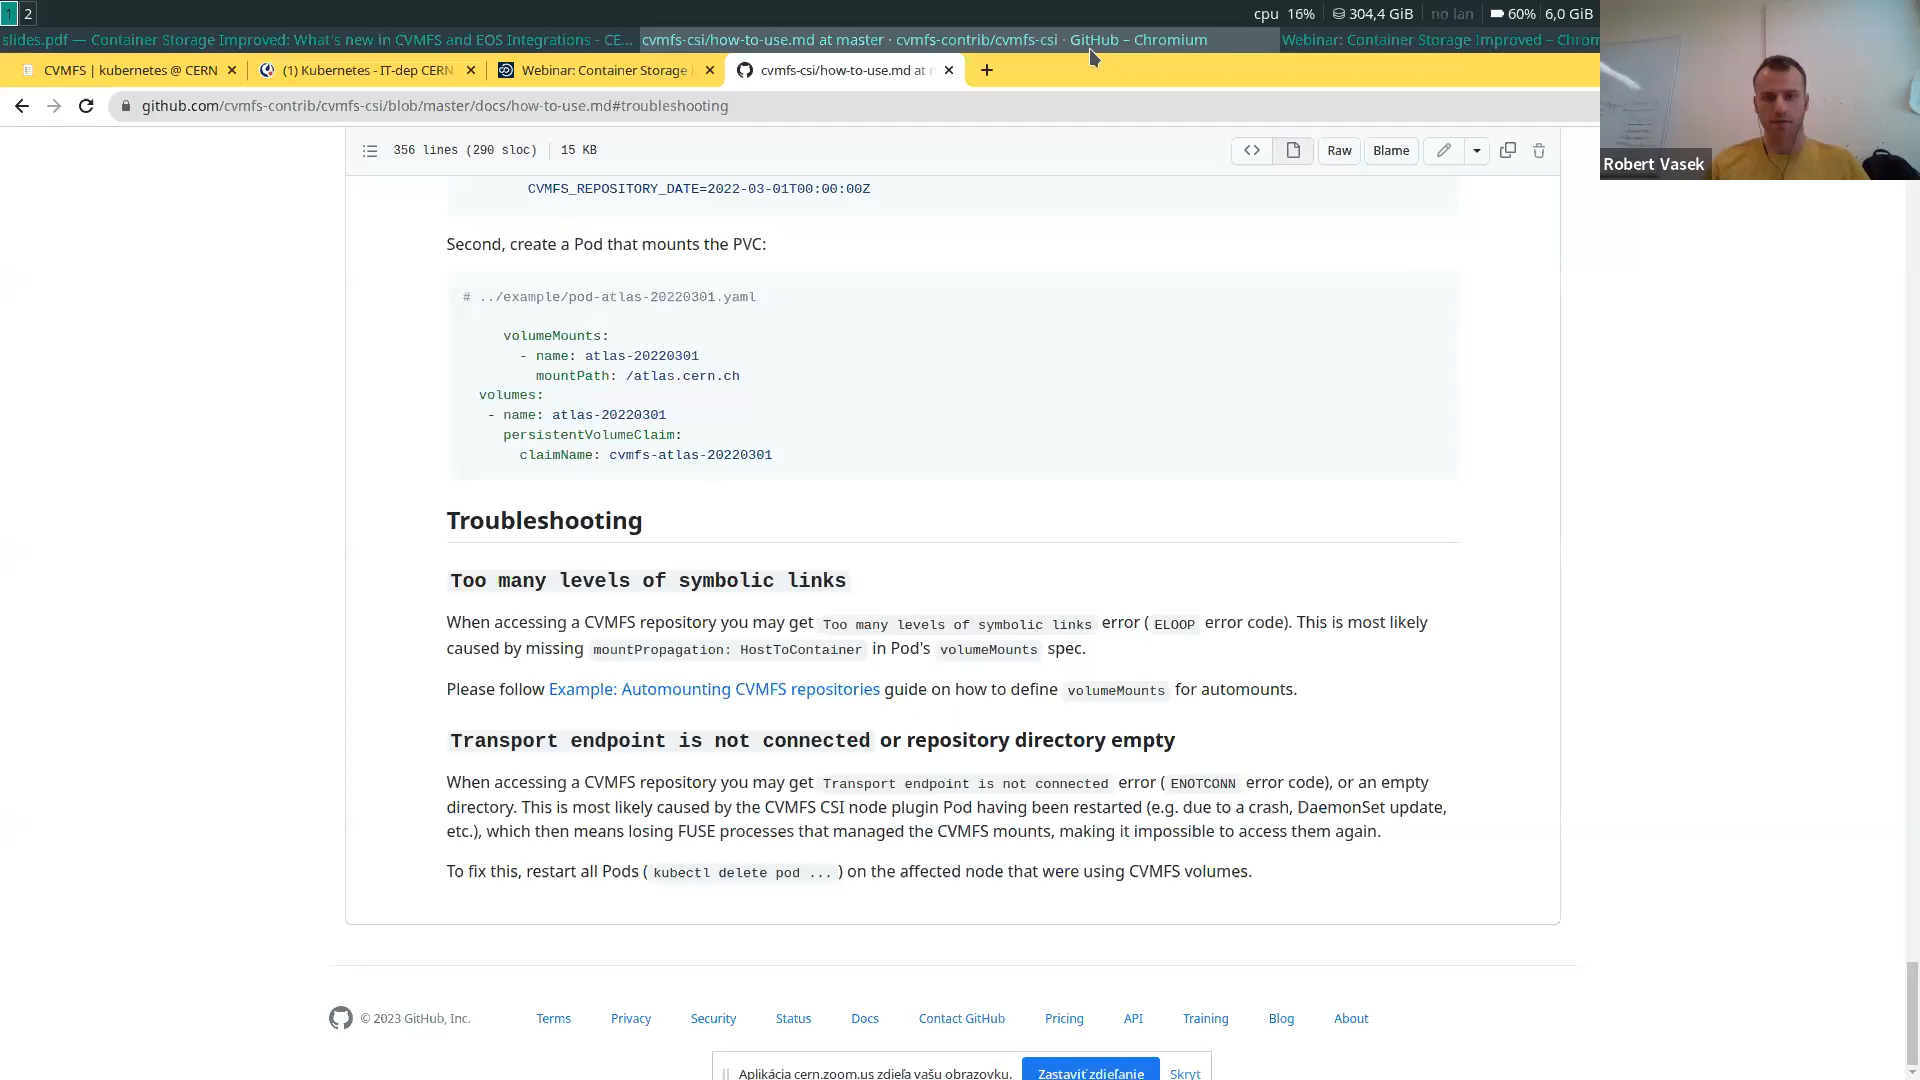 1 2
cpu 16% 304,4 GiB no lan 60% 6,0 GiB
slides.pdf — Container Storage Improved: What's new in CVMFS and EOS Integrations - CE... cvmfs-csi/how-to-use.md at master · cvmfs-contrib/cvmfs-csi · GitHub – Chromium Webinar: Container Storage Improved – Chrom
CVMFS | kubernetes @ CERN (1) Kubernetes - IT-dep CERN Webinar: Container Storage cvmfs-csi/how-to-use.md at
github.com/cvmfs-contrib/cvmfs-csi/blob/master/docs/how-to-use.md#troubleshooting
Robert Vasek
356 lines (290 sloc) 15 KB Raw Blame
CVMFS_REPOSITORY_DATE=2022-03-01T00:00:00Z
Second, create a Pod that mounts the PVC:
# ../example/pod-atlas-20220301.yaml
volumeMounts:
- name: atlas-20220301
mountPath: /atlas.cern.ch
volumes:
- name: atlas-20220301
persistentVolumeClaim:
claimName: cvmfs-atlas-20220301
Troubleshooting
Too many levels of symbolic links
When accessing a CVMFS repository you may get Too many levels of symbolic links error ( ELOOP error code). This is most likely
caused by missing mountPropagation: HostToContainer in Pod's volumeMounts spec.
Please follow Example: Automounting CVMFS repositories guide on how to define volumeMounts for automounts.
Transport endpoint is not connected or repository directory empty
When accessing a CVMFS repository you may get Transport endpoint is not connected error ( ENOTCONN error code), or an empty
directory. This is most likely caused by the CVMFS CSI node plugin Pod having been restarted (e.g. due to a crash, DaemonSet update,
etc.), which then means losing FUSE processes that managed the CVMFS mounts, making it impossible to access them again.
To fix this, restart all Pods ( kubectl delete pod ... ) on the affected node that were using CVMFS volumes.
© 2023 GitHub, Inc. Terms Privacy Security Status Docs Contact GitHub Pricing API Training Blog About
Aplikácia cern.zoom.us zdieľa vašu obrazovku. Zastaviť zdieľanie Skryť